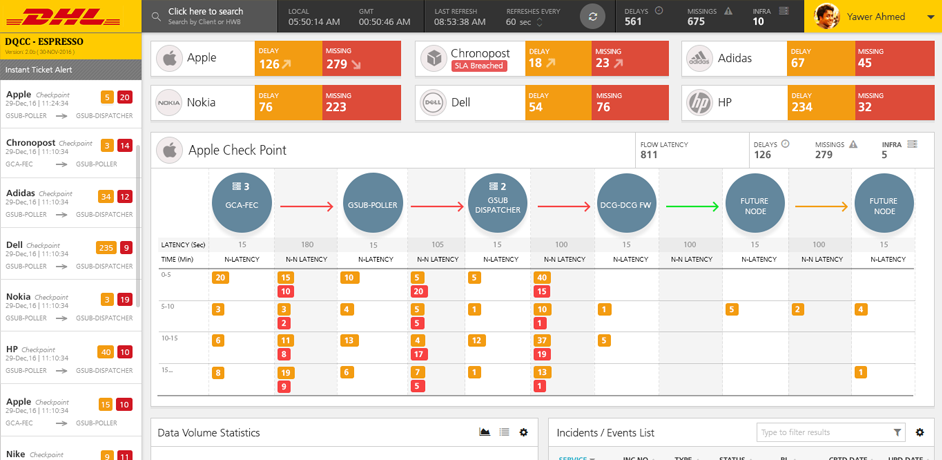 DHL
DQCC - ESPRESSO
Instant Ticket Alert
Apple Checkpoint 5 20
29-Dec,16 | 11:24:34
GSUB-POLLER GSUB-DISPATCHER
Chronopost Checkpoint 3 14
29-Dec,16 | 11:10:34
GCA-FEC GSUB-POLLER
Adidas Checkpoint 34 12
29-Dec,16 | 11:10:34
GSUB-POLLER GSUB-DISPATCHER
Dell Checkpoint 235 9
29-Dec,16 | 11:10:34
GSUB-POLLER GSUB-DISPATCHER
Nokia Checkpoint 3 19
29-Dec,16 | 11:10:34
GSUB-POLLER GSUB-DISPATCHER
HP Checkpoint 40 10
29-Dec,16 | 11:10:34
GSUB-POLLER GSUB-DISPATCHER
Apple Checkpoint 15 10
29-Dec,16 | 11:10:34
GCA-FEC GSUB-POLLER
Nike Checkpoint 9 11
Click here to search
Search by Client or HWB
LOCAL
05:50:14 AM
GMT
00:50:46 AM
LAST REFRESH
08:53:38 AM
REFRESHES EVERY
60 sec
DELAYS
561
MISSINGS
675
INFRA
10
Yawer Ahmed
Apple
DELAY
126
MISSING
279
Chronopost
SLA Breached
DELAY
18
MISSING
23
adidas
Adidas
DELAY
67
MISSING
45
NOKIA
Nokia
DELAY
76
MISSING
223
DELL
Dell
DELAY
54
MISSING
76
hp
HP
DELAY
234
MISSING
32
Apple Check Point
FLOW LATENCY
811
DELAYS
126
MISSINGS
279
INFRA
5
3
GCA-FEC
GSUB-POLLER
2
GSUB
DISPATCHER
DCG-DCG FW
FUTURE
NODE
FUTURE
NODE
LATENCY (Sec) 15 180 15 105 15 100 15 100 15 100 15
TIME (Min) N-LATENCY N-N LATENCY N-LATENCY N-N LATENCY N-LATENCY N-N LATENCY N-LATENCY N-N LATENCY N-LATENCY N-N LATENCY N-LATENCY
0-5 20 15 10 5 5 40
10 20 15
5-10 3 3 4 5 1 10 1 5 2 4
2 5 1
10-15 6 11 13 4 12 37 5
8 17 19
15... 8 19 6 7 1 13 1
9 5 1
Data Volume Statistics
Incidents / Events List
Type to filter results
SERVICE INC NO TYPE STATUS BU CRTD DATE UPD DATE